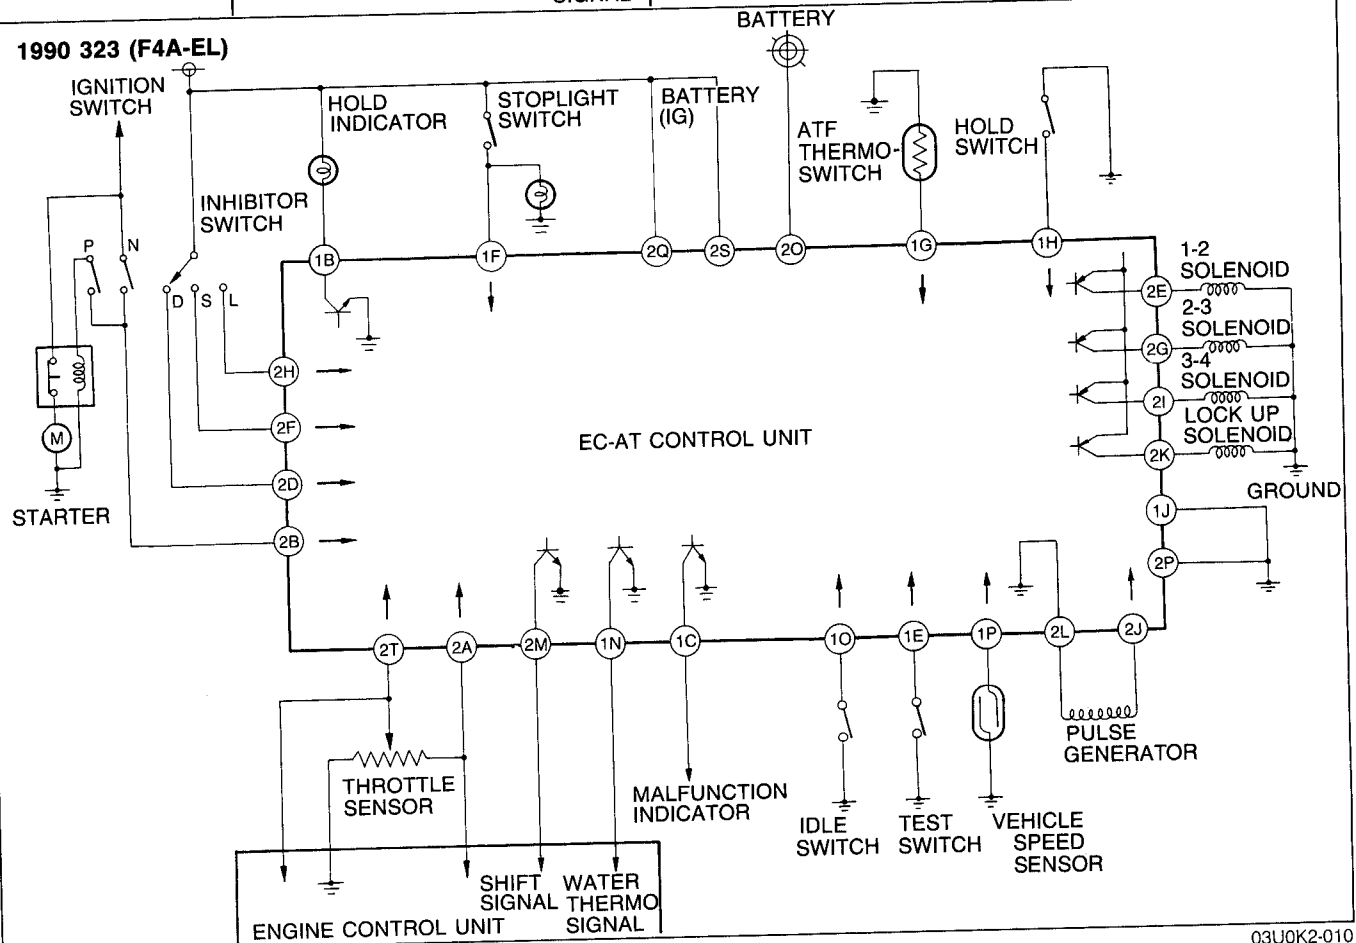 SIGNAL
BATTERY
1990 323 (F4A-EL)
IGNITION
SWITCH
HOLD
INDICATOR
STOPLIGHT
SWITCH
BATTERY
(IG)
ATF
THERMO-
SWITCH
HOLD
SWITCH
INHIBITOR
SWITCH
P
N
D
S
L
1B
1F
2Q
2S
2O
1G
1H
1-2
SOLENOID
2E
2-3
SOLENOID
2G
3-4
SOLENOID
2I
LOCK UP
SOLENOID
2K
GROUND
1J
2P
2H
2F
2D
2B
M
STARTER
EC-AT CONTROL UNIT
2T
2A
2M
1N
1C
1O
1E
1P
2L
2J
THROTTLE
SENSOR
MALFUNCTION
INDICATOR
IDLE
SWITCH
TEST
SWITCH
VEHICLE
SPEED
SENSOR
PULSE
GENERATOR
SHIFT
SIGNAL
WATER
THERMO
SIGNAL
ENGINE CONTROL UNIT
03U0K2-010